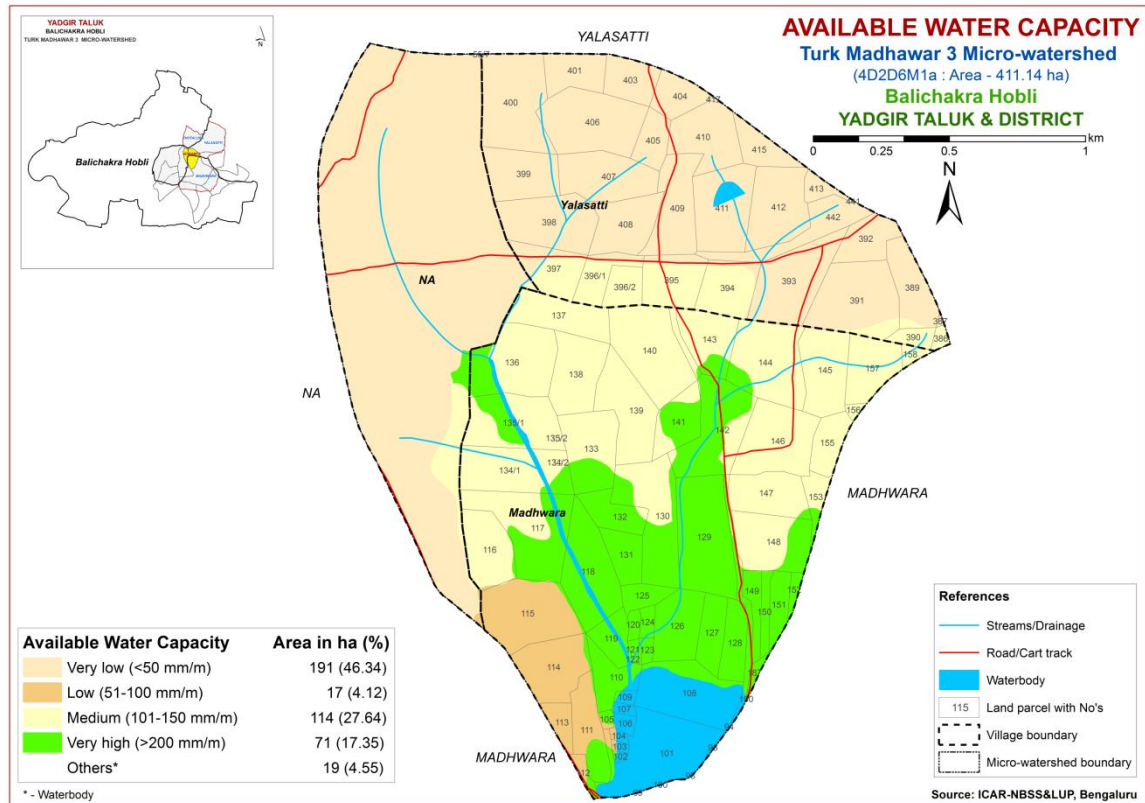 YADGIR TALUK
BALICHAKRA HOBLI
TURK MADHAWAR 3 MICRO-WATERSHED
N
Balichakra Hobli
YALASATTI
AVAILABLE WATER CAPACITY
Turk Madhawar 3 Micro-watershed
(4D2D6M1a : Area - 411.14 ha)
Balichakra Hobli
YADGIR TALUK & DISTRICT
km
0 0.25 0.5 1
N
401 403 404
400 406 405 410 415
399 407 413
Yalasatti
398 408 409 411 412 442
392
397 396/1 395 394 393 391 389
396/2
NA
137 390
143 158
136 138 140 144 145 157
NA
139 156
135/1 141 142
135/2 133 146 155
134/1
MADHWARA
147 153
Madhwara
117 132 130
116 131 129 148
118
115 125 149 150 151
120 124 126 127 128
119 123
122
114 110 108
109
107
113 111 105 106
104
103 101
102
MADHWARA
Available Water Capacity Area in ha (%)
Very low (<50 mm/m) 191 (46.34)
Low (51-100 mm/m) 17 (4.12)
Medium (101-150 mm/m) 114 (27.64)
Very high (>200 mm/m) 71 (17.35)
Others* 19 (4.55)
* - Waterbody
References
Streams/Drainage
Road/Cart track
Waterbody
115 Land parcel with No's
Village boundary
Micro-watershed boundary
Source: ICAR-NBSS&LUP, Bengaluru